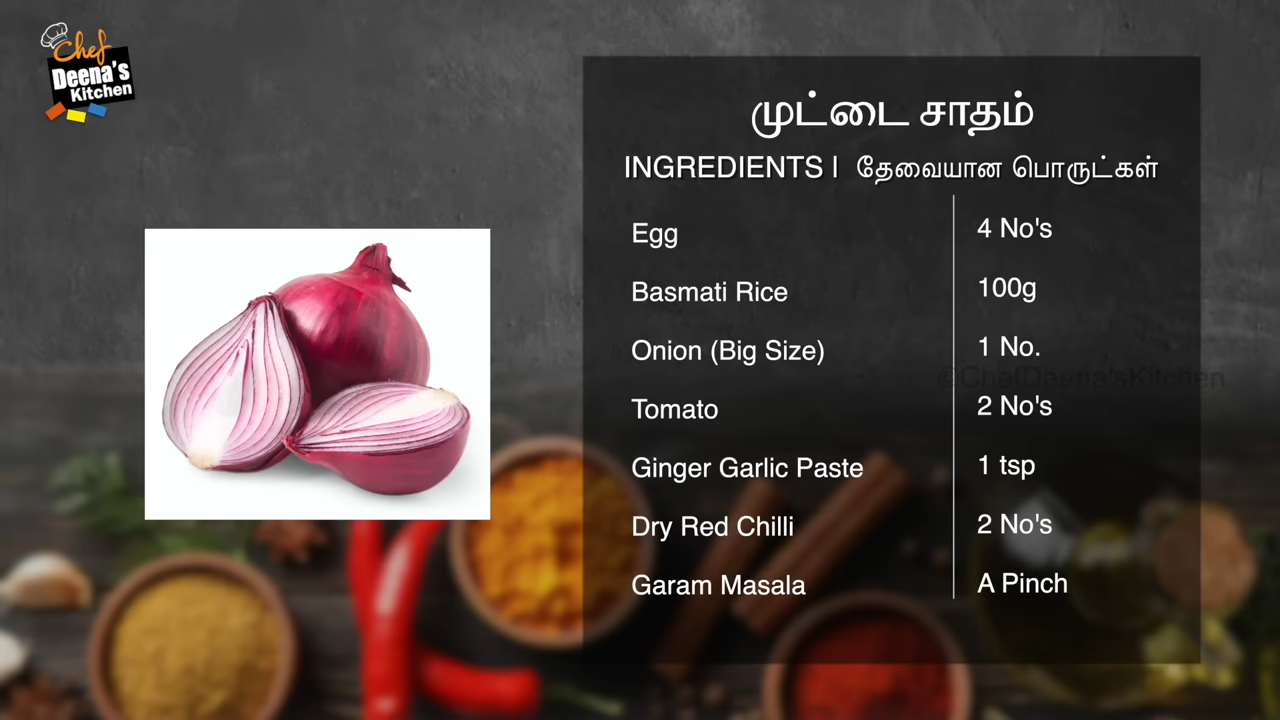 Chef
Deena's
Kitchen
முட்டை சாதம்
INGREDIENTS | தேவையான பொருட்கள்
Egg 4 No's
Basmati Rice 100g
Onion (Big Size) 1 No.
©ChefDeena'sKitchen
Tomato 2 No's
Ginger Garlic Paste 1 tsp
Dry Red Chilli 2 No's
Garam Masala A Pinch